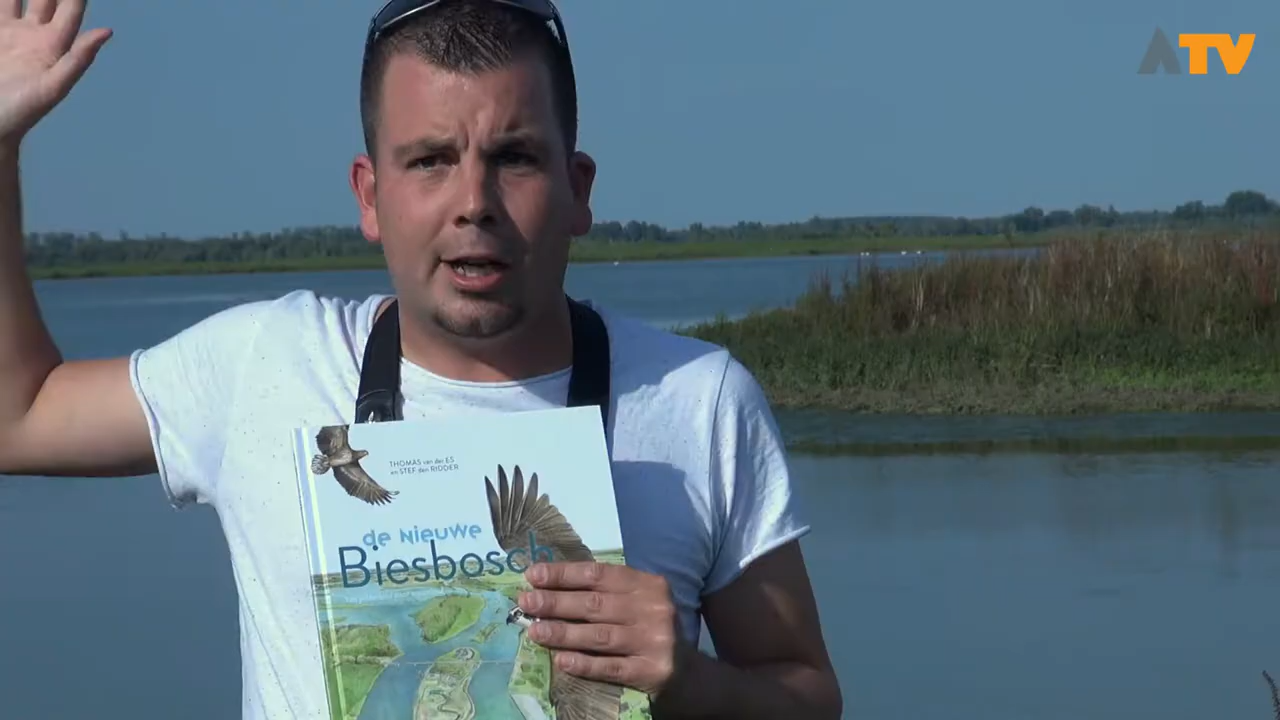 ATV
THOMAS van der ES
en STEF den RIDDER
de Nieuwe
Biesbosch